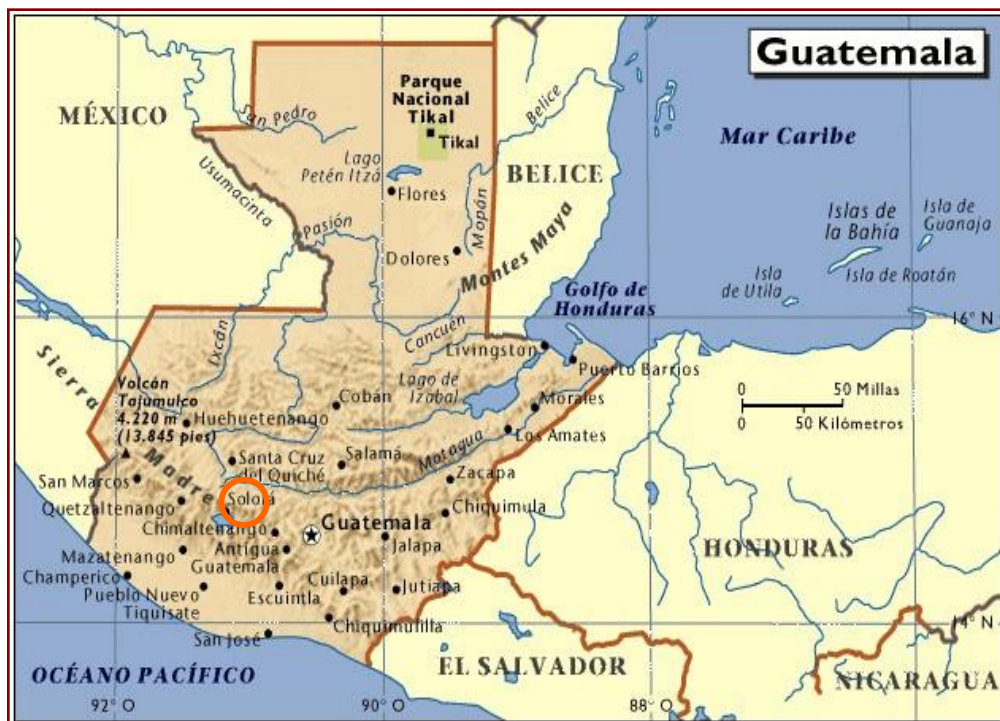 Guatemala
MÉXICO
San Pedro
Parque
Nacional
Tikal
Tikal
Belice
Mar Caribe
Lago
Petén Itzá
Flores
BELICE
Usumacinta
Pasión
Mopán
Dolores
Montes Maya
Islas de
la Bahía
Isla de
Guanaja
Isla
de Utila
Isla de Roatán
Golfo de
Honduras
16° N
Ixcán
Cancuén
Livingston
Puerto Barrios
Sierra
Madre
Volcán
Tajumulco
4.220 m
(13.845 pies)
Huehuetenango
Cobán
Lago de
Izabal
Morales
0 50 Millas
0 50 Kilómetros
Los Amates
Motagua
Santa Cruz
del Quiché
Salamá
San Marcos
Zacapa
Quetzaltenango
Sololá
Chiquimula
Chimaltenango
Guatemala
Jalapa
HONDURAS
Mazatenango
Antigua
Guatemala
Champerico
Pueblo Nuevo
Tiquisate
Escuintla
Cuilapa
Jutiapa
Chiquimulilla
San José
14° N
OCÉANO PACÍFICO
EL SALVADOR
NICARAGUA
92° O
90° O
88° O